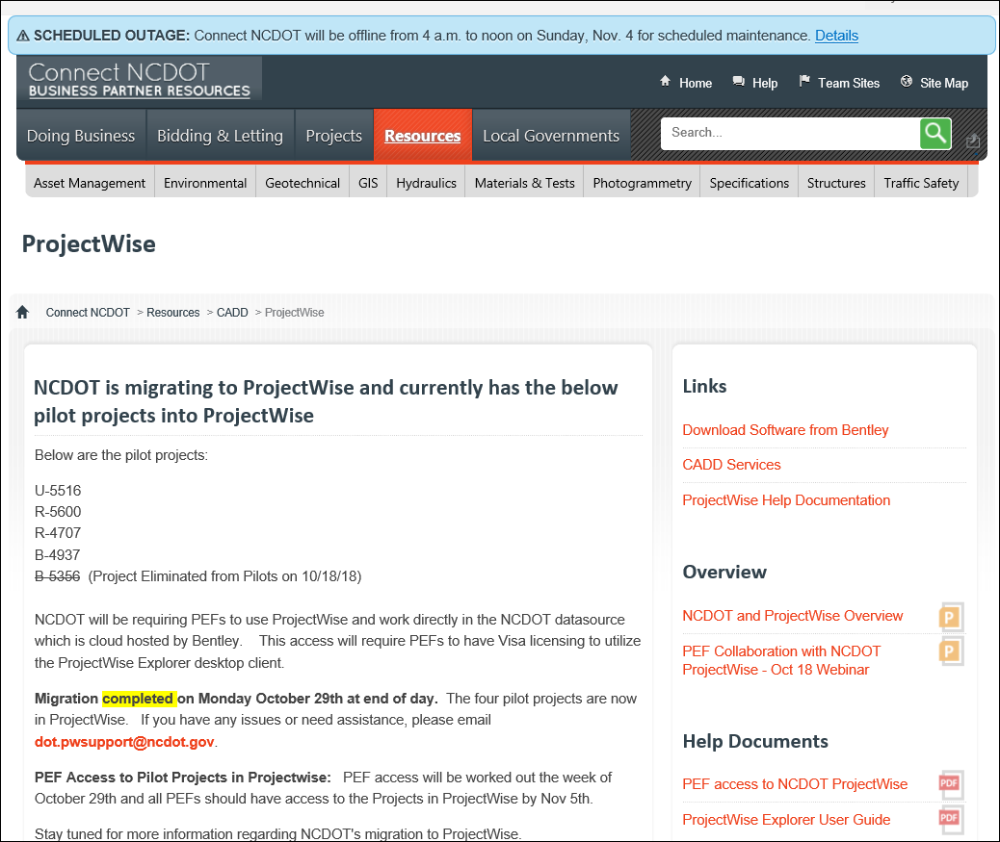 SCHEDULED OUTAGE: Connect NCDOT will be offline from 4 a.m. to noon on Sunday, Nov. 4 for scheduled maintenance. Details
Connect NCDOT
BUSINESS PARTNER RESOURCES
Home Help Team Sites Site Map
Doing Business Bidding & Letting Projects Resources Local Governments Search...
Asset Management Environmental Geotechnical GIS Hydraulics Materials & Tests Photogrammetry Specifications Structures Traffic Safety
ProjectWise
Connect NCDOT > Resources > CADD > ProjectWise
NCDOT is migrating to ProjectWise and currently has the below
pilot projects into ProjectWise
Below are the pilot projects:
U-5516
R-5600
R-4707
B-4937
B-5356 (Project Eliminated from Pilots on 10/18/18)
NCDOT will be requiring PEFs to use ProjectWise and work directly in the NCDOT datasource
which is cloud hosted by Bentley. This access will require PEFs to have Visa licensing to utilize
the ProjectWise Explorer desktop client.
Migration completed on Monday October 29th at end of day. The four pilot projects are now
in ProjectWise. If you have any issues or need assistance, please email
dot.pwsupport@ncdot.gov.
PEF Access to Pilot Projects in Projectwise: PEF access will be worked out the week of
October 29th and all PEFs should have access to the Projects in ProjectWise by Nov 5th.
Stay tuned for more information regarding NCDOT's migration to ProjectWise.
Links
Download Software from Bentley
CADD Services
ProjectWise Help Documentation
Overview
NCDOT and ProjectWise Overview P
PEF Collaboration with NCDOT P
ProjectWise - Oct 18 Webinar
Help Documents
PEF access to NCDOT ProjectWise PDF
ProjectWise Explorer User Guide PDF